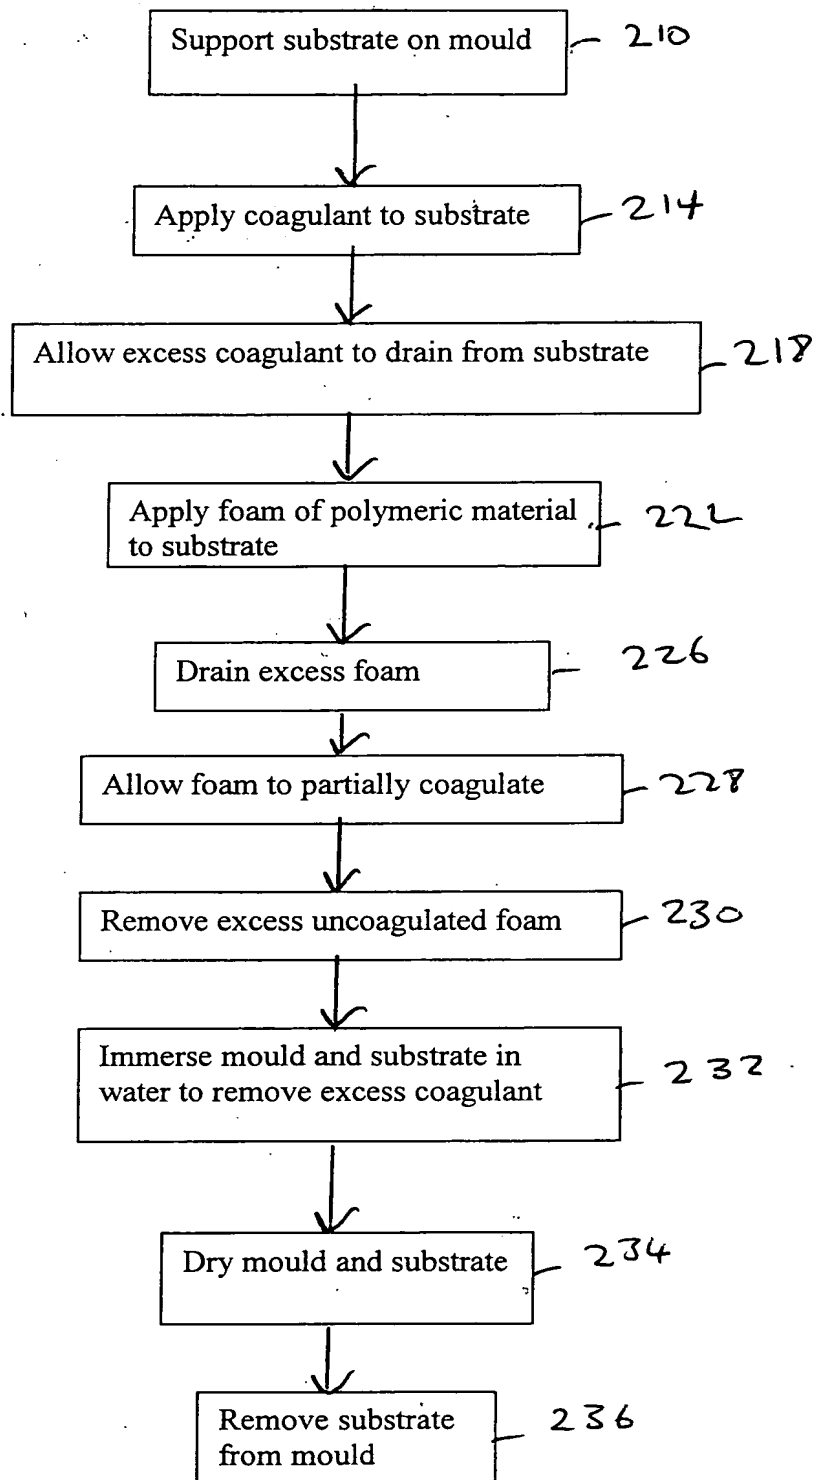 Support substrate on mould 210
Apply coagulant to substrate 214
Allow excess coagulant to drain from substrate 218
Apply foam of polymeric material 222
to substrate
Drain excess foam 226
Allow foam to partially coagulate 228
Remove excess uncoagulated foam 230
Immerse mould and substrate in 232
water to remove excess coagulant
Dry mould and substrate 234
Remove substrate 236
from mould